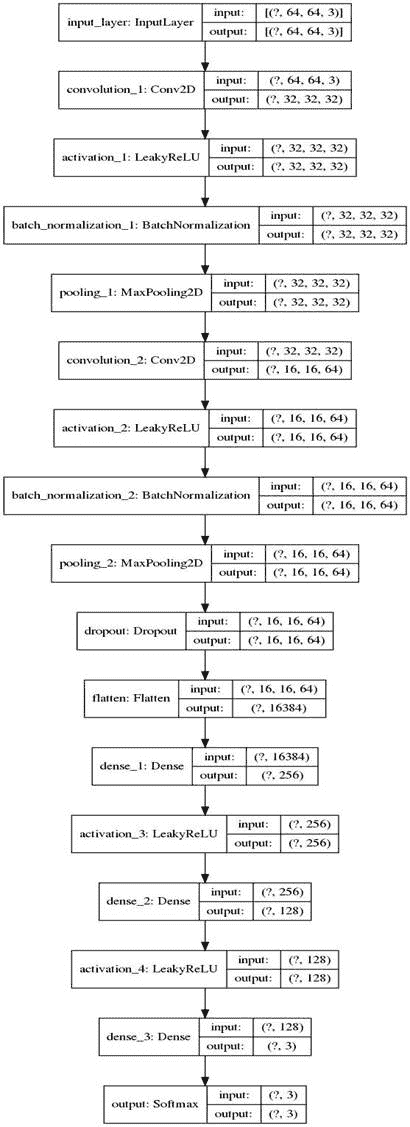 input_layer: InputLayer input: [(?, 64, 64, 3)]
output: [(?, 64, 64, 3)]
convolution_1: Conv2D input: (?, 64, 64, 3)
output: (?, 32, 32, 32)
activation_1: LeakyReLU input: (?, 32, 32, 32)
output: (?, 32, 32, 32)
batch_normalization_1: BatchNormalization input: (?, 32, 32, 32)
output: (?, 32, 32, 32)
pooling_1: MaxPooling2D input: (?, 32, 32, 32)
output: (?, 32, 32, 32)
convolution_2: Conv2D input: (?, 32, 32, 32)
output: (?, 16, 16, 64)
activation_2: LeakyReLU input: (?, 16, 16, 64)
output: (?, 16, 16, 64)
batch_normalization_2: BatchNormalization input: (?, 16, 16, 64)
output: (?, 16, 16, 64)
pooling_2: MaxPooling2D input: (?, 16, 16, 64)
output: (?, 16, 16, 64)
dropout: Dropout input: (?, 16, 16, 64)
output: (?, 16, 16, 64)
flatten: Flatten input: (?, 16, 16, 64)
output: (?, 16384)
dense_1: Dense input: (?, 16384)
output: (?, 256)
activation_3: LeakyReLU input: (?, 256)
output: (?, 256)
dense_2: Dense input: (?, 256)
output: (?, 128)
activation_4: LeakyReLU input: (?, 128)
output: (?, 128)
dense_3: Dense input: (?, 128)
output: (?, 3)
output: Softmax input: (?, 3)
output: (?, 3)